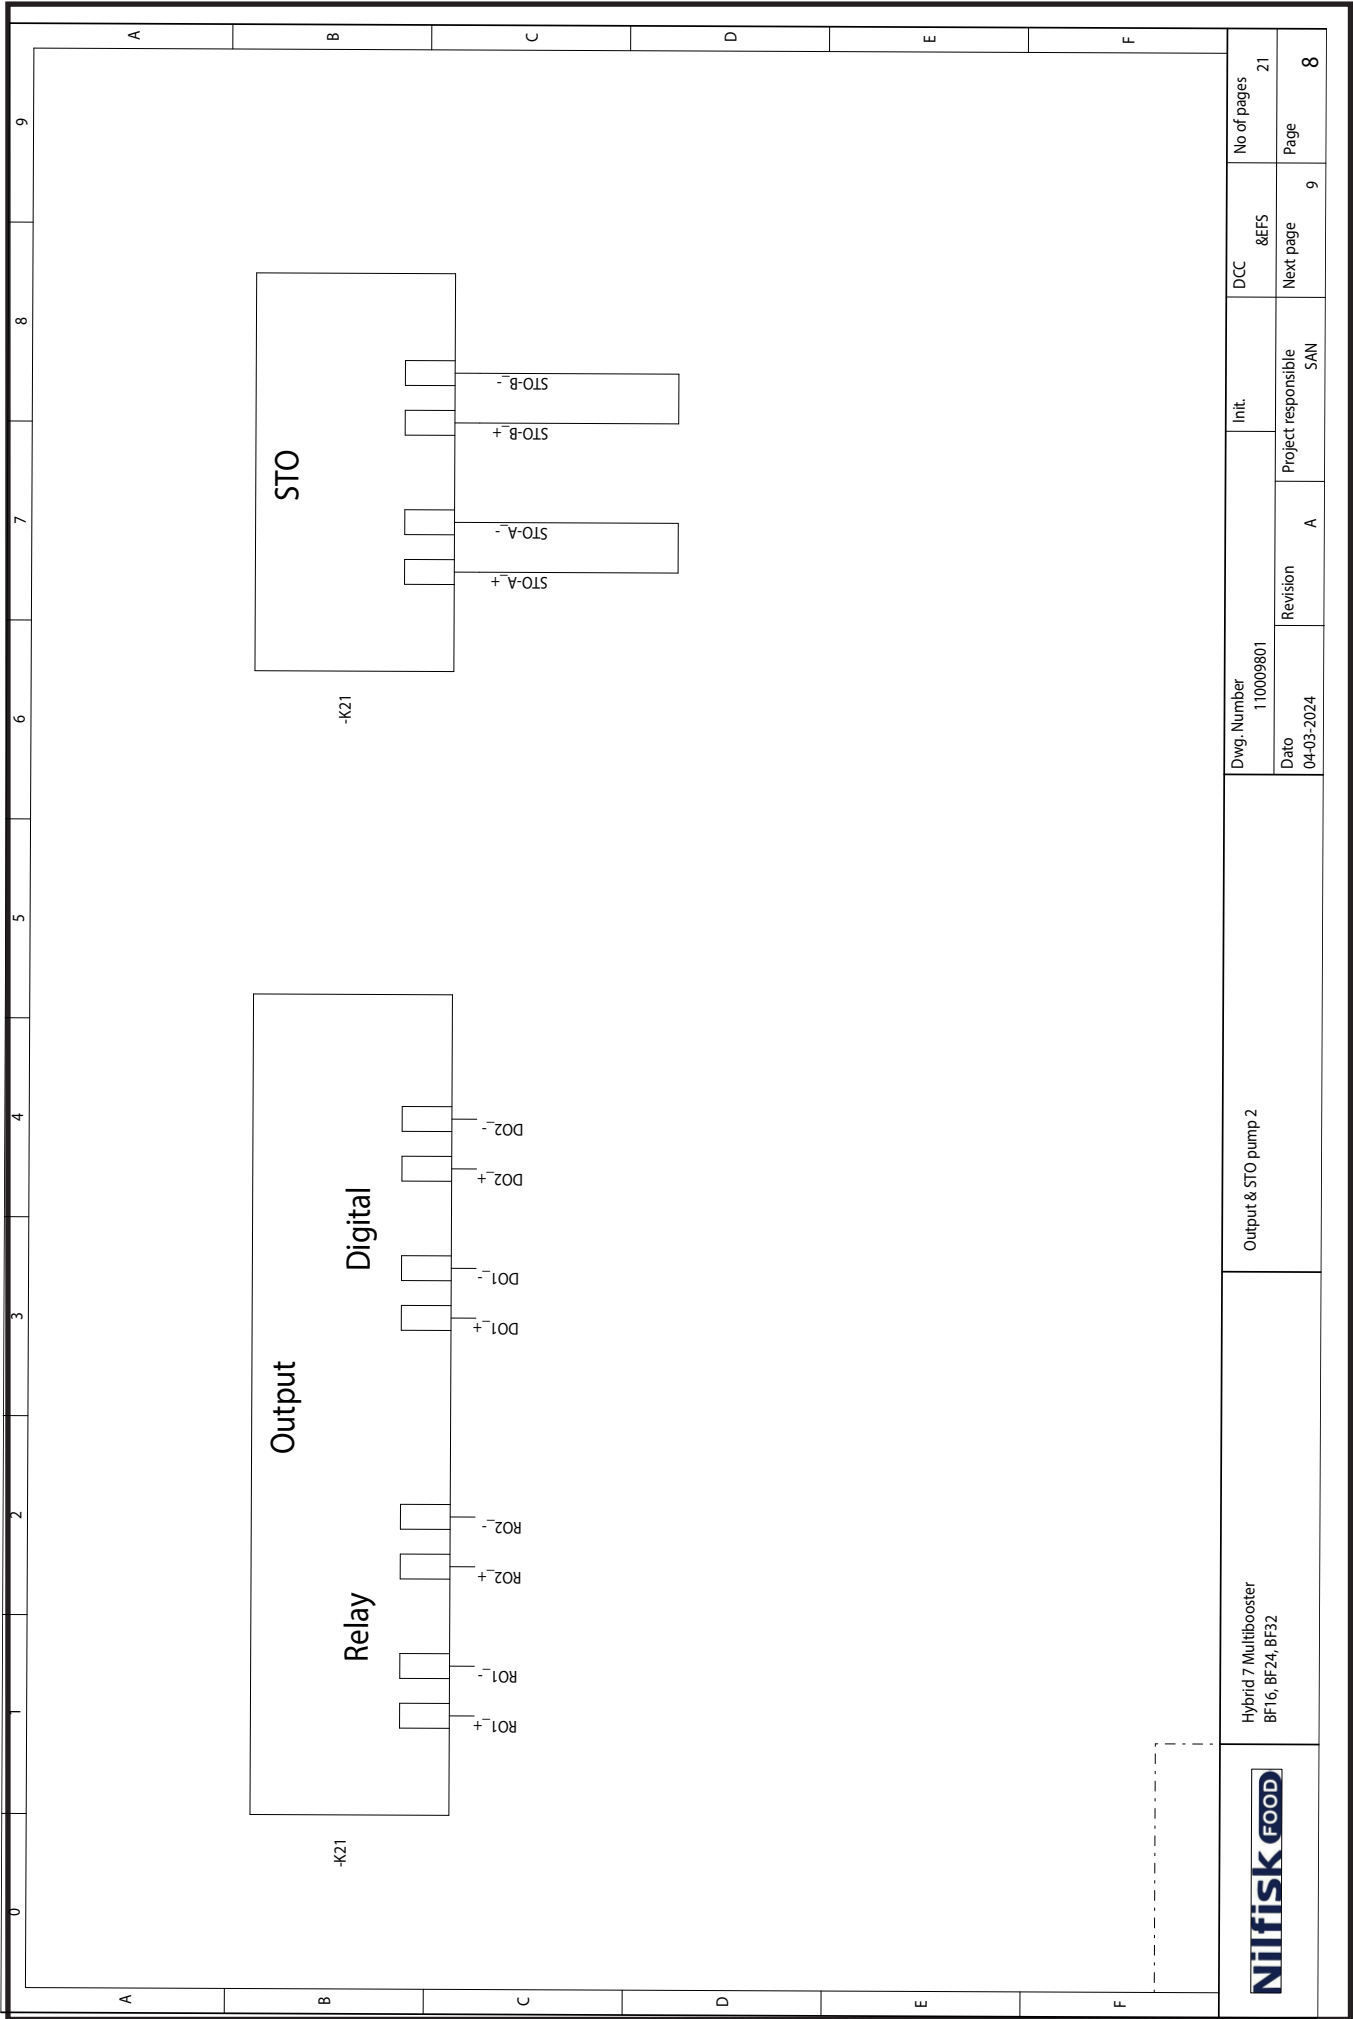 0 1 2 3 4 5 6 7 8 9
A
B
C
D
E
F
A
B
C
D
E
F
-K21
Output
Relay
Digital
RO1_+
RO1_-
RO2_+
RO2_-
DO1_+
DO1_-
DO2_+
DO2_-
-K21
STO
STO-A_+
STO-A_-
STO-B_+
STO-B_-
Nilfisk FOOD
Hybrid 7 Multibooster
BF16, BF24, BF32
Output & STO pump 2
Dwg. Number
110009801
Init.
DCC
&EFS
No of pages
21
Dato
04-03-2024
Revision
A
Project responsible
SAN
Next page
9
Page
8